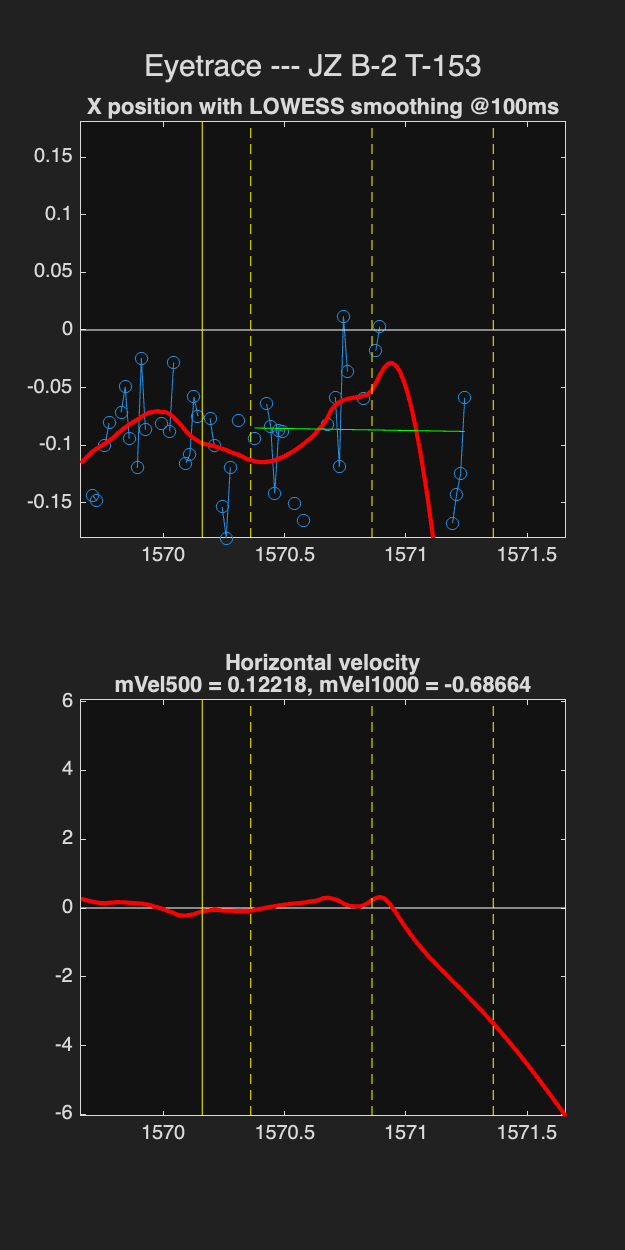 Eyetrace --- JZ B-2 T-153
X position with LOWESS smoothing @100ms
0.15
0.1
0.05
0
-0.05
-0.1
-0.15
1570 1570.5 1571 1571.5
Horizontal velocity
mVel500 = 0.12218, mVel1000 = -0.68664
6
4
2
0
-2
-4
-6
1570 1570.5 1571 1571.5